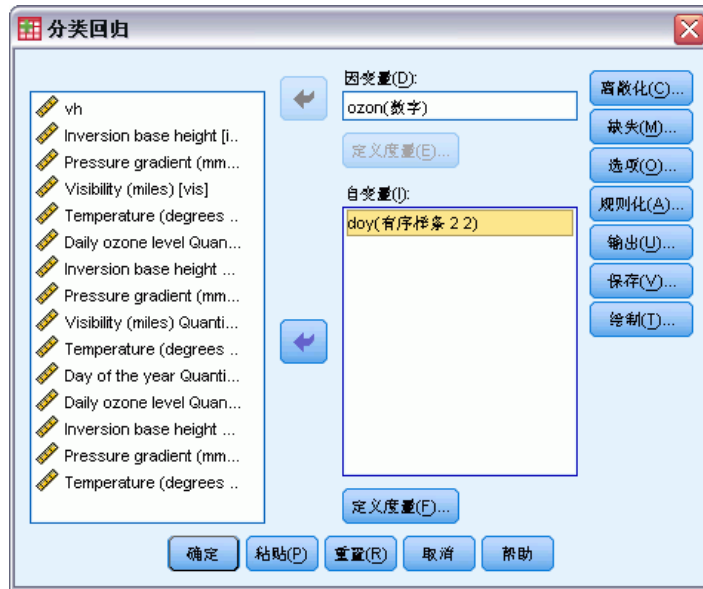 分类回归
vh
Inversion base height [i..
Pressure gradient (mm...
Visibility (miles) [vis]
Temperature (degrees ..
Daily ozone level Quan...
Inversion base height ...
Pressure gradient (mm...
Visibility (miles) Quanti...
Temperature (degrees ..
Day of the year Quanti...
Daily ozone level Quan...
Inversion base height ...
Pressure gradient (mm...
Temperature (degrees ..
因变量(D):
ozon(数字)
定义度量(E)...
自变量(I):
doy(有序样条 2 2)
定义度量(F)...
离散化(C)...
缺失(M)...
选项(O)...
规则化(A)...
输出(U)...
保存(V)...
绘制(T)...
确定
粘贴(P)
重置(R)
取消
帮助